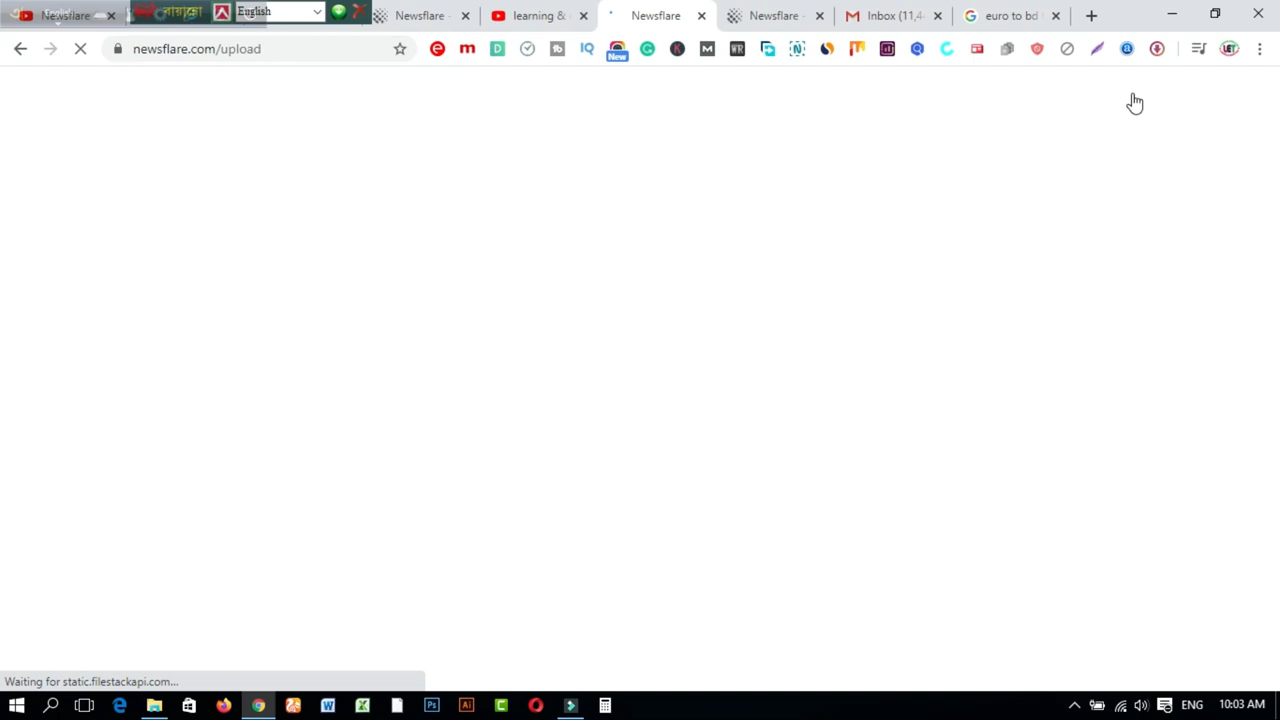 Newsflare
বায়ান্নো
English
Newsflare -
learning &
Newsflare
Newsflare -
Inbox (11,4
euro to bd
newsflare.com/upload
New
Waiting for static.filestackapi.com...
ENG
10:03 AM